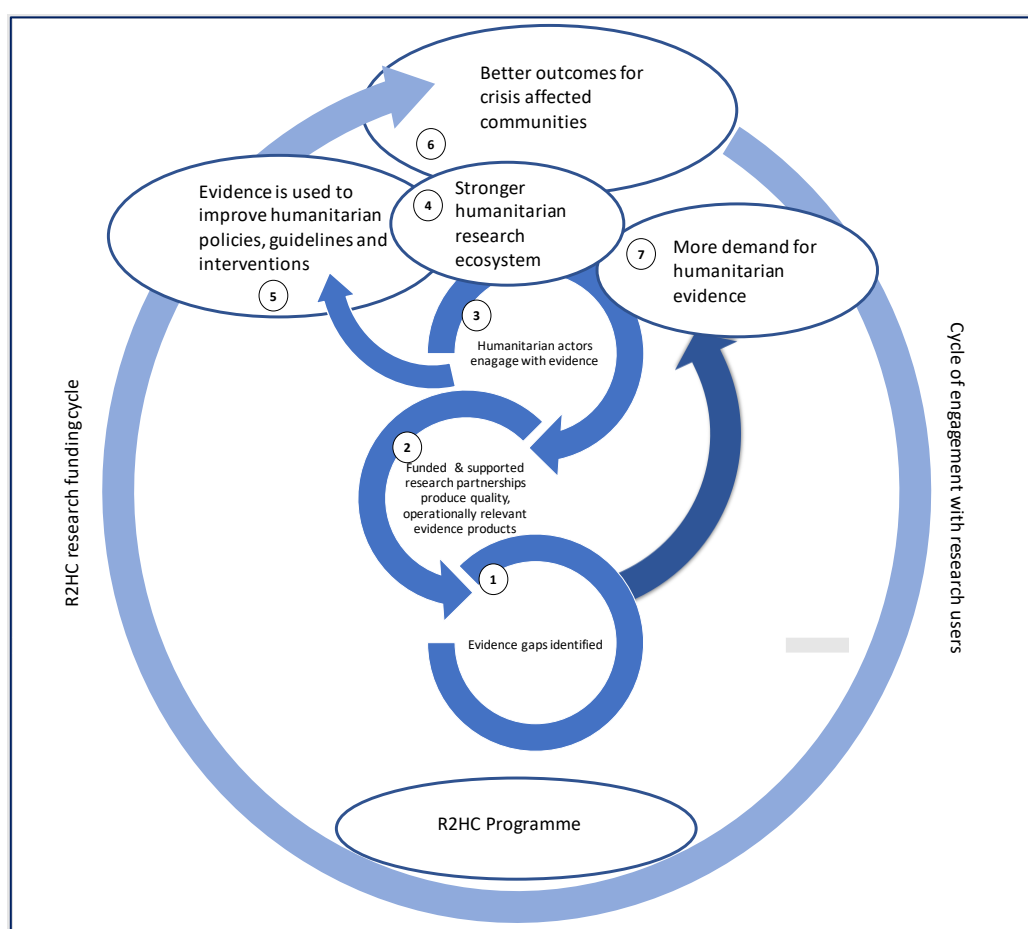 Better outcomes for
crisis affected
communities
6
Evidence is used to
improve humanitarian
policies, guidelines and
interventions
5
4
Stronger
humanitarian
research
ecosystem
7
More demand for
humanitarian
evidence
3
Humanitarian actors
enagage with evidence
2
Funded & supported
research partnerships
produce quality,
operationally relevant
evidence products
1
Evidence gaps identified
R2HC Programme
R2HC research funding cycle
Cycle of engagement with research users